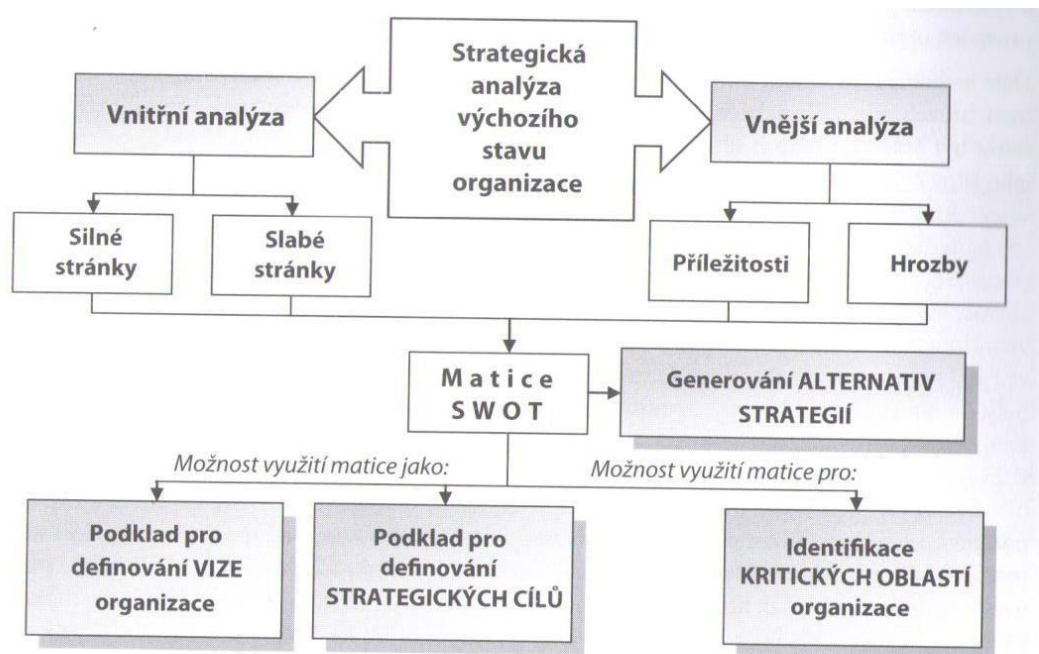 Strategická
analýza
výchozího
stavu
organizace
Vnitřní analýza
Vnější analýza
Silné
stránky
Slabé
stránky
Příležitosti
Hrozby
Matice
SWOT
Generování ALTERNATIV
STRATEGIÍ
Možnost využití matice jako:
Možnost využití matice pro:
Podklad pro
definování VIZE
organizace
Podklad pro
definování
STRATEGICKÝCH CÍLŮ
Identifikace
KRITICKÝCH OBLASTÍ
organizace